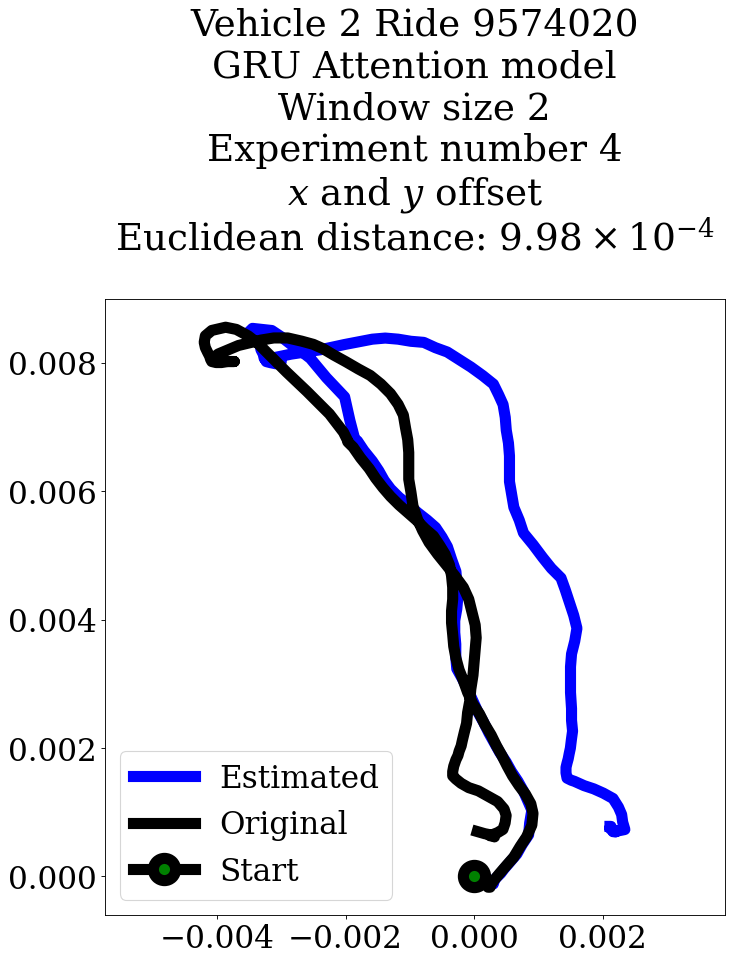 Vehicle 2 Ride 9574020
GRU Attention model
Window size 2
Experiment number 4
x and y offset
Euclidean distance: 9.98 × 10⁻⁴
0.008
0.006
0.004
0.002
0.000
Estimated
Original
Start
−0.004 −0.002 0.000 0.002